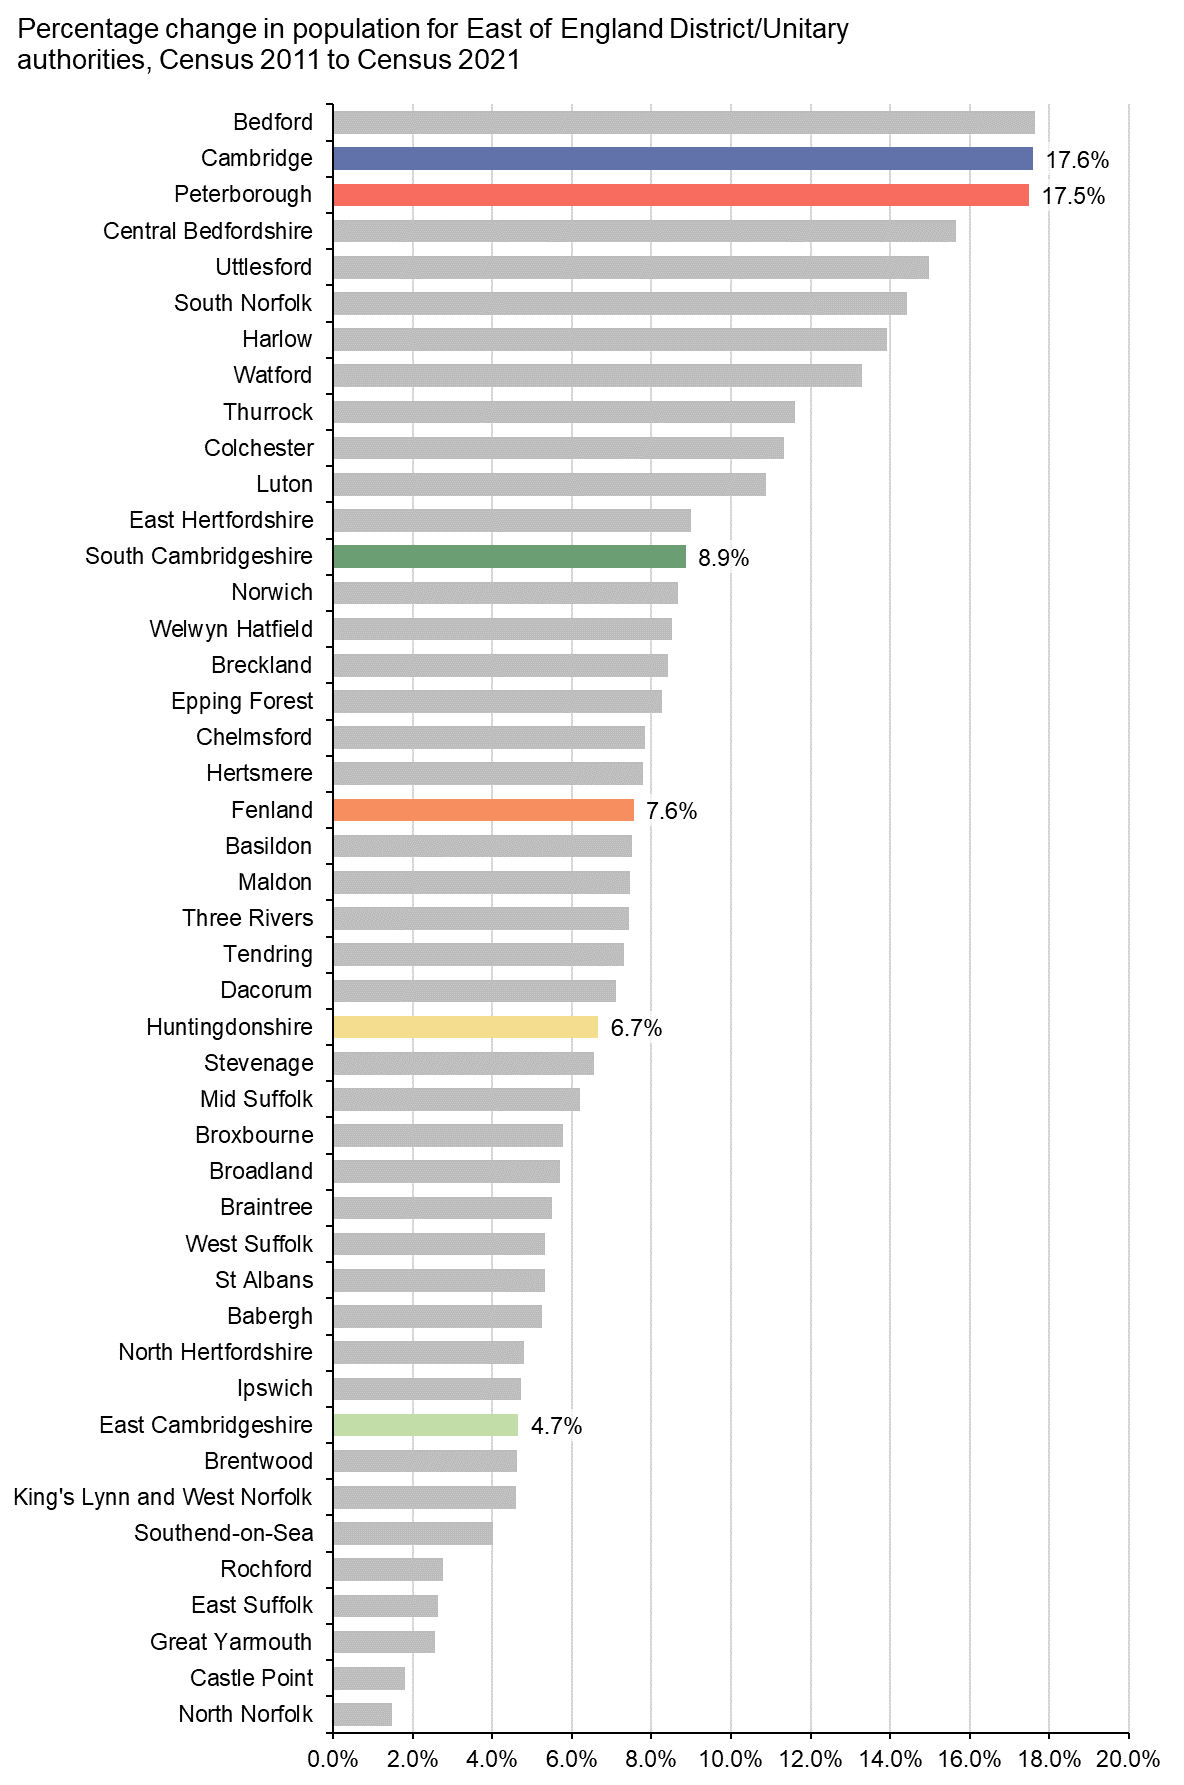 Percentage change in population for East of England District/Unitary
authorities, Census 2011 to Census 2021
Bedford
Cambridge 17.6%
Peterborough 17.5%
Central Bedfordshire
Uttlesford
South Norfolk
Harlow
Watford
Thurrock
Colchester
Luton
East Hertfordshire
South Cambridgeshire 8.9%
Norwich
Welwyn Hatfield
Breckland
Epping Forest
Chelmsford
Hertsmere
Fenland 7.6%
Basildon
Maldon
Three Rivers
Tendring
Dacorum
Huntingdonshire 6.7%
Stevenage
Mid Suffolk
Broxbourne
Broadland
Braintree
West Suffolk
St Albans
Babergh
North Hertfordshire
Ipswich
East Cambridgeshire 4.7%
Brentwood
King's Lynn and West Norfolk
Southend-on-Sea
Rochford
East Suffolk
Great Yarmouth
Castle Point
North Norfolk
0.0% 2.0% 4.0% 6.0% 8.0% 10.0% 12.0% 14.0% 16.0% 18.0% 20.0%